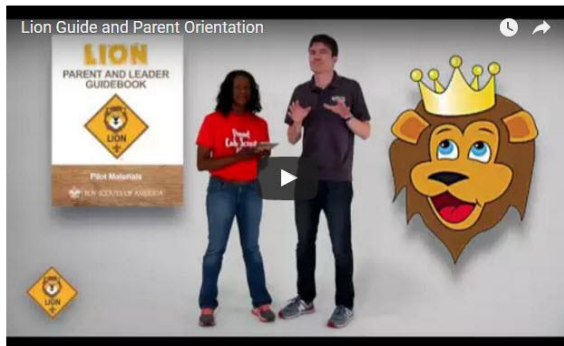 Lion Guide and Parent Orientation
LION
PARENT AND LEADER
GUIDEBOOK
LION
Pilot Materials
BOY SCOUTS OF AMERICA
Proud
Cub Scout
LION